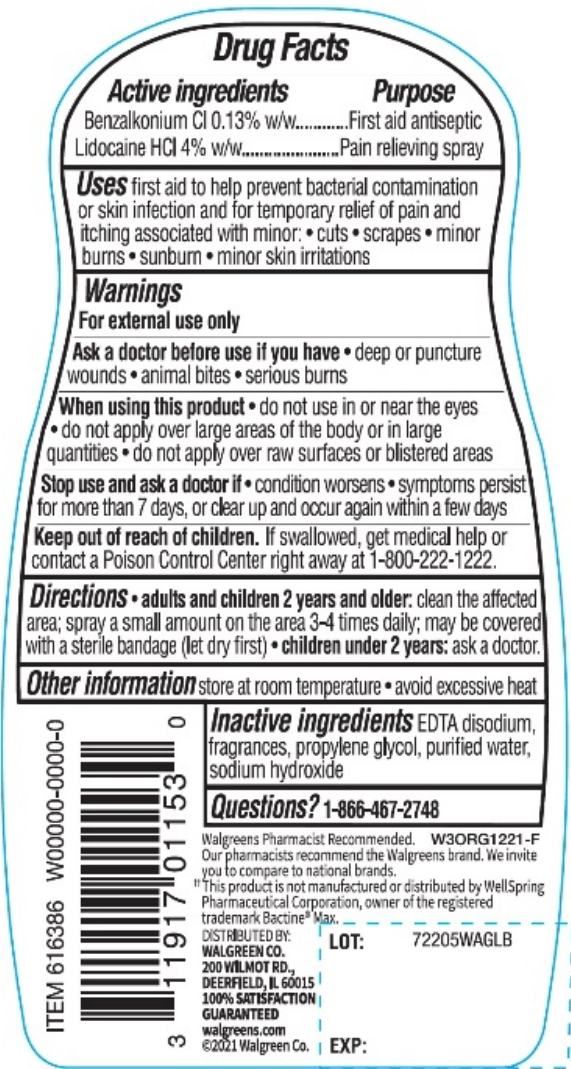 Drug Facts
Active ingredients Purpose
Benzalkonium Cl 0.13% w/w............First aid antiseptic
Lidocaine HCl 4% w/w.......................Pain relieving spray
Uses first aid to help prevent bacterial contamination
or skin infection and for temporary relief of pain and
itching associated with minor: • cuts • scrapes • minor
burns • sunburn • minor skin irritations
Warnings
For external use only
Ask a doctor before use if you have • deep or puncture
wounds • animal bites • serious burns
When using this product • do not use in or near the eyes
• do not apply over large areas of the body or in large
quantities • do not apply over raw surfaces or blistered areas
Stop use and ask a doctor if • condition worsens • symptoms persist
for more than 7 days, or clear up and occur again within a few days
Keep out of reach of children. If swallowed, get medical help or
contact a Poison Control Center right away at 1-800-222-1222.
Directions • adults and children 2 years and older: clean the affected
area; spray a small amount on the area 3-4 times daily; may be covered
with a sterile bandage (let dry first) • children under 2 years: ask a doctor.
Other information store at room temperature • avoid excessive heat
Inactive ingredients EDTA disodium,
fragrances, propylene glycol, purified water,
sodium hydroxide
Questions? 1-866-467-2748
ITEM 616386 W00000-0000-0
3 11917 01153 0
Walgreens Pharmacist Recommended. W3ORG1221-F
Our pharmacists recommend the Walgreens brand. We invite
you to compare to national brands.
††This product is not manufactured or distributed by WellSpring
Pharmaceutical Corporation, owner of the registered
trademark Bactine® Max.
DISTRIBUTED BY:
WALGREEN CO.
200 WILMOT RD.,
DEERFIELD, IL 60015
100% SATISFACTION
GUARANTEED
walgreens.com
©2021 Walgreen Co.
LOT: 72205WAGLB
EXP: